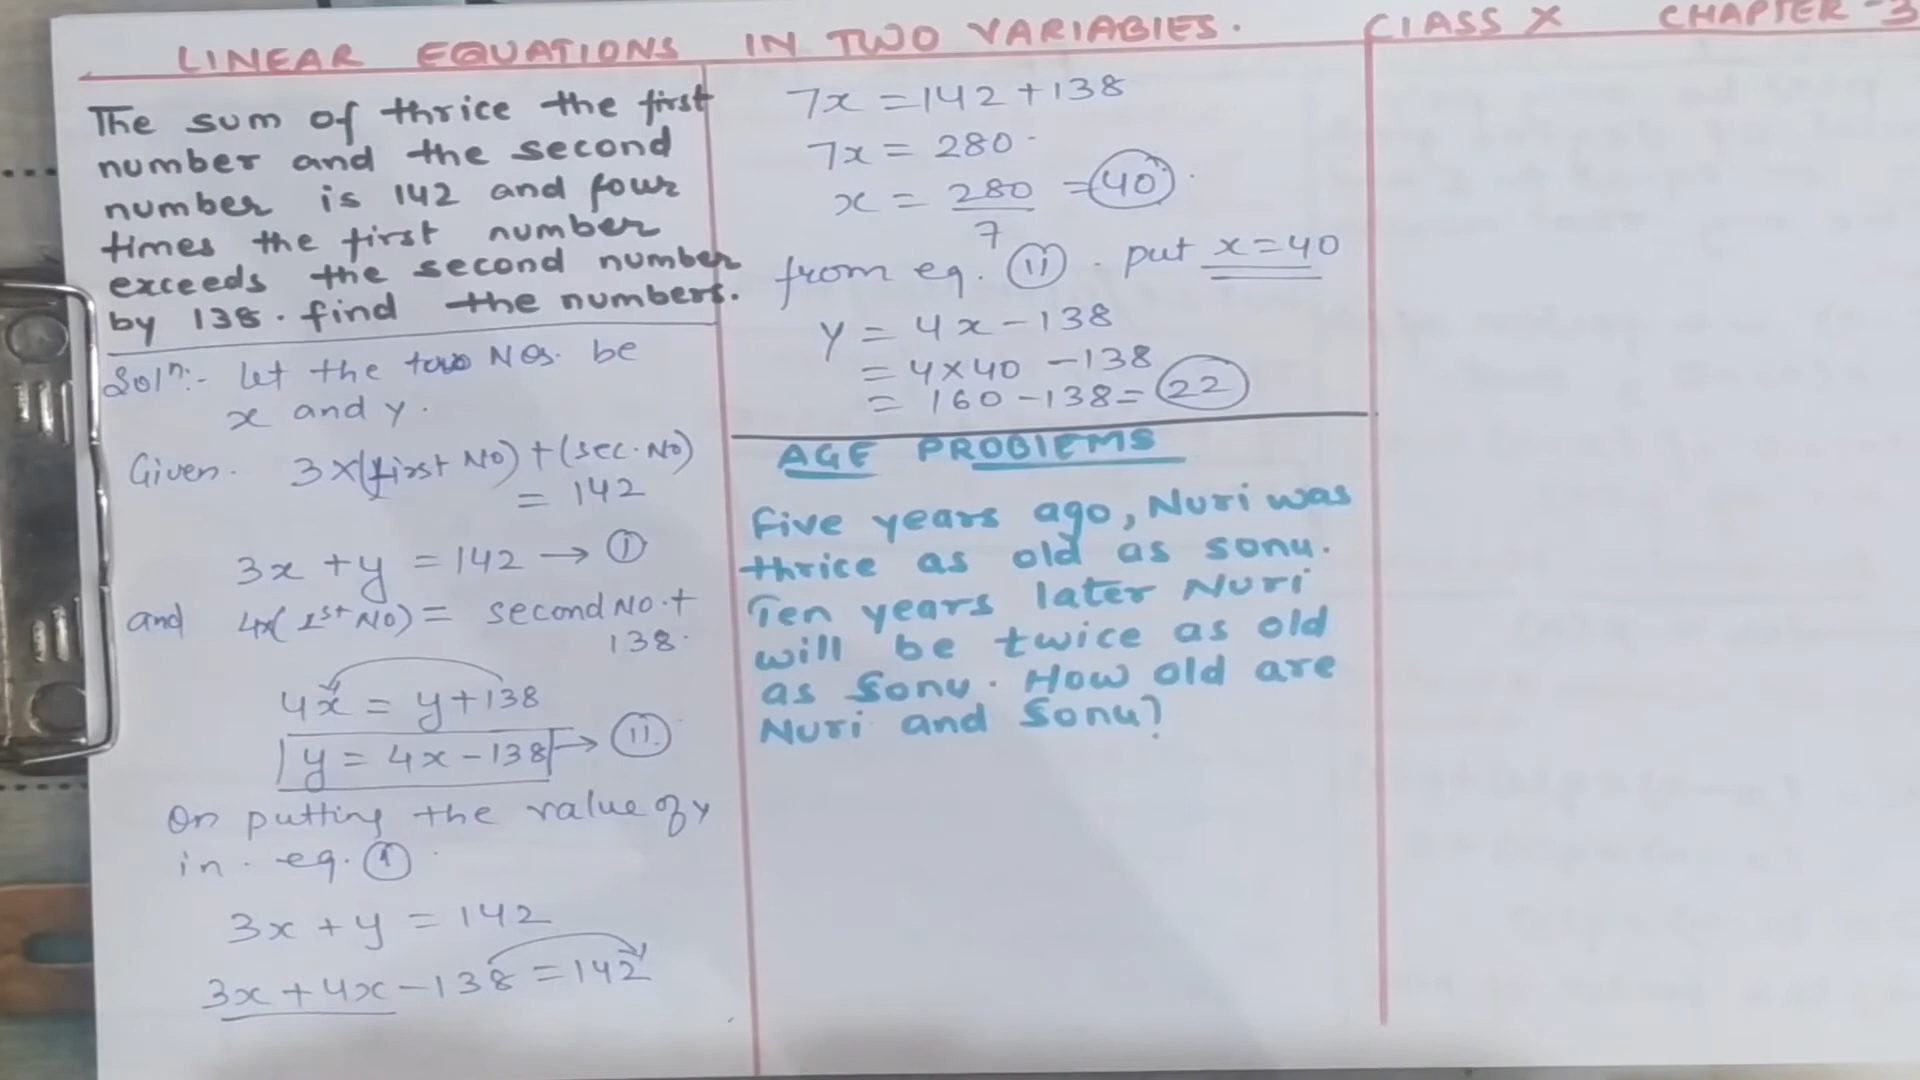 LINEAR EQUATIONS IN TWO VARIABLES. CLASS X CHAPTER-3
The sum of thrice the first
number and the second
number is 142 and four
times the first number
exceeds the second number
by 138. find the numbers.
Solⁿ:- Let the two Nos. be
x and y.
Given. 3×(first No)+(sec.No)
= 142
3x + y = 142 → (i)
and 4x(1st No) = second No.+
138.
4x = y+138
y = 4x-138 → (ii)
On putting the value of y
in eq. (1)
3x + y = 142
3x + 4x - 138 = 142
7x = 142 + 138
7x = 280
x = 280/7 = 40
from eq. (ii). put x=40
y = 4x-138
= 4×40 -138
= 160-138= 22
AGE PROBLEMS
Five years ago, Nuri was
thrice as old as sonu.
Ten years later Nuri
will be twice as old
as Sonu. How old are
Nuri and Sonu?